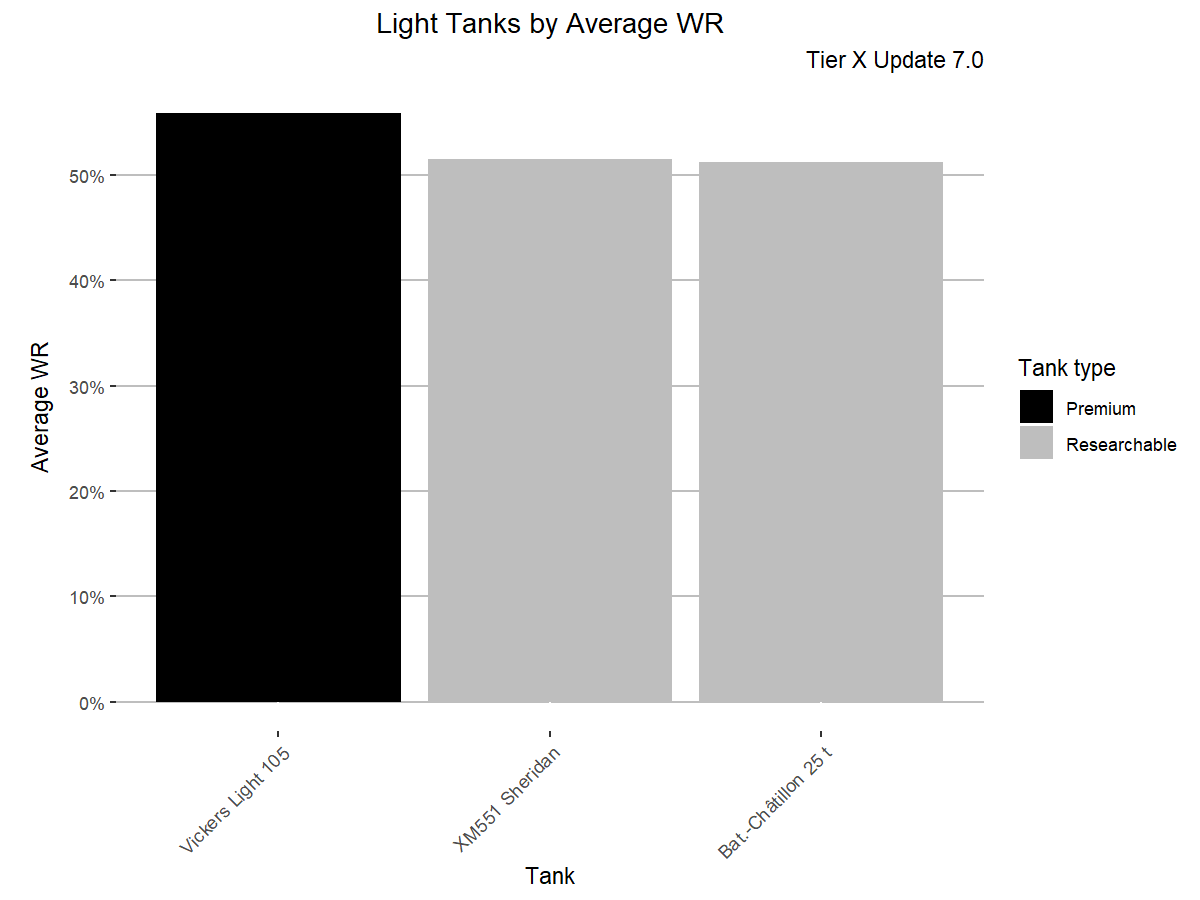 Light Tanks by Average WR
Tier X Update 7.0
Average WR
50%
40%
30%
20%
10%
0%
Vickers Light 105
XM551 Sheridan
Bat.-Châtillon 25 t
Tank
Tank type
Premium
Researchable